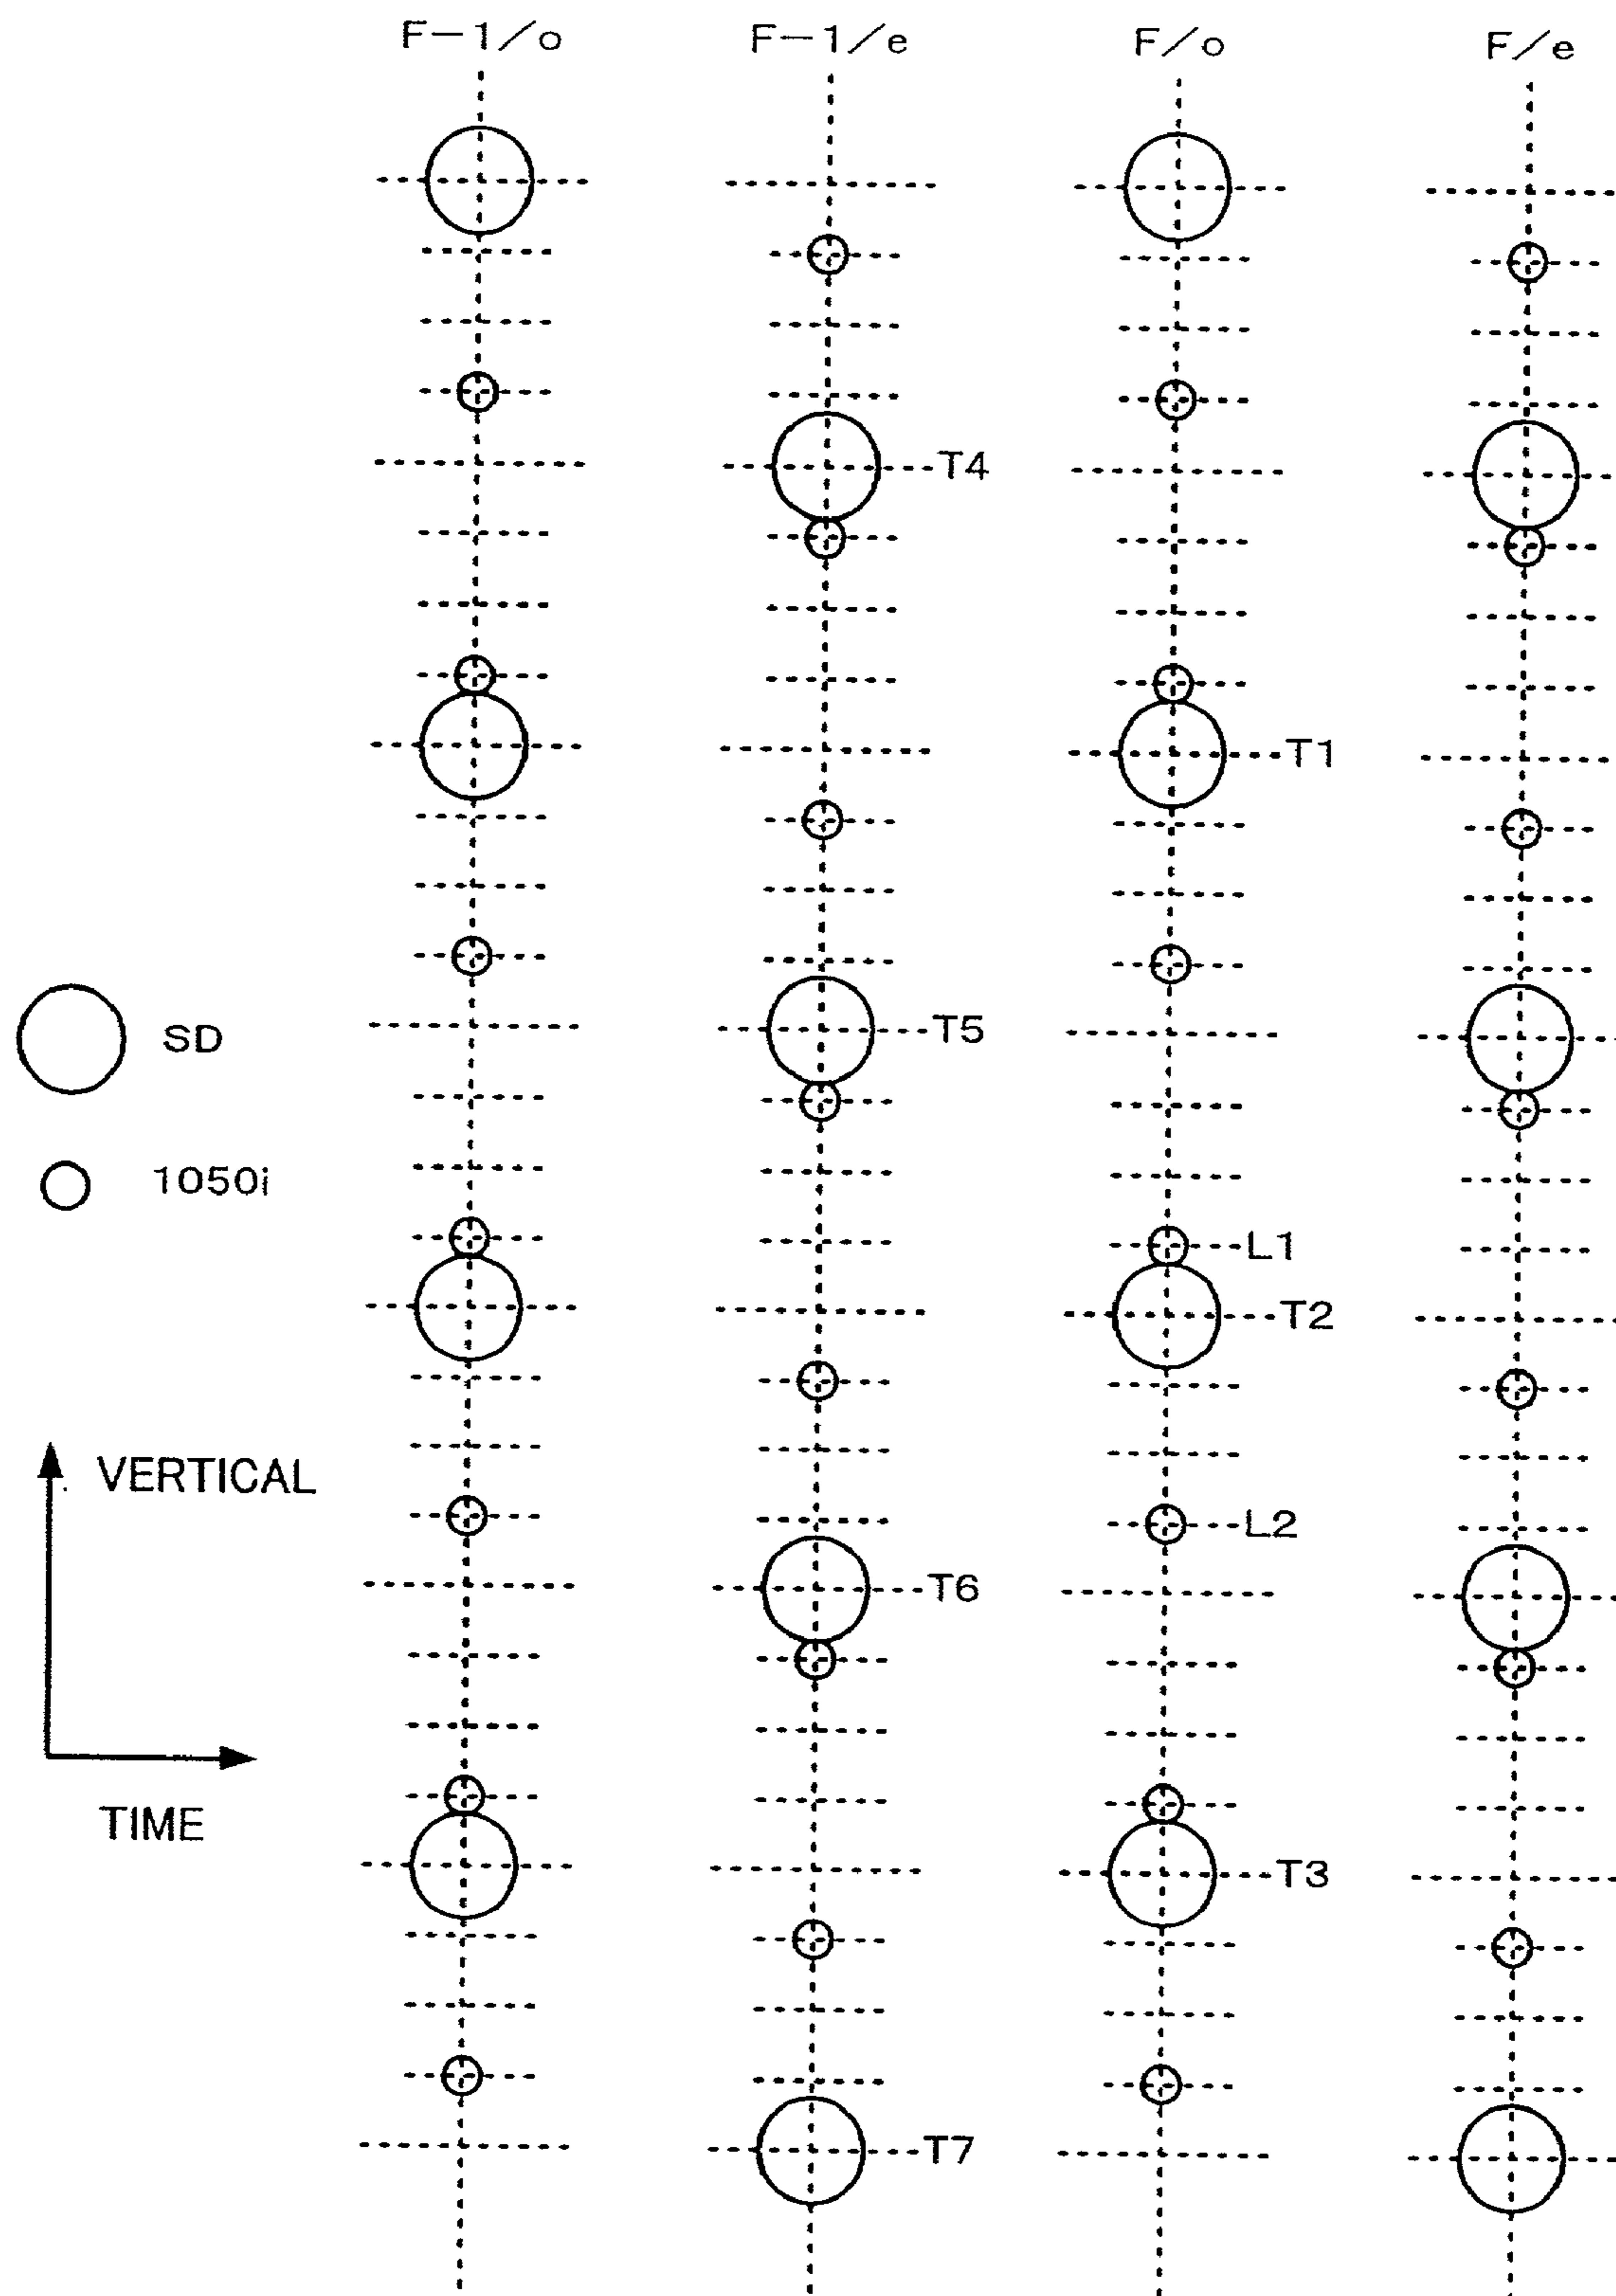 F-1/o
F-1/e
F/o
F/e
T4
T1
SD
T5
1050i
L1
T2
VERTICAL
L2
T6
TIME
T3
T7